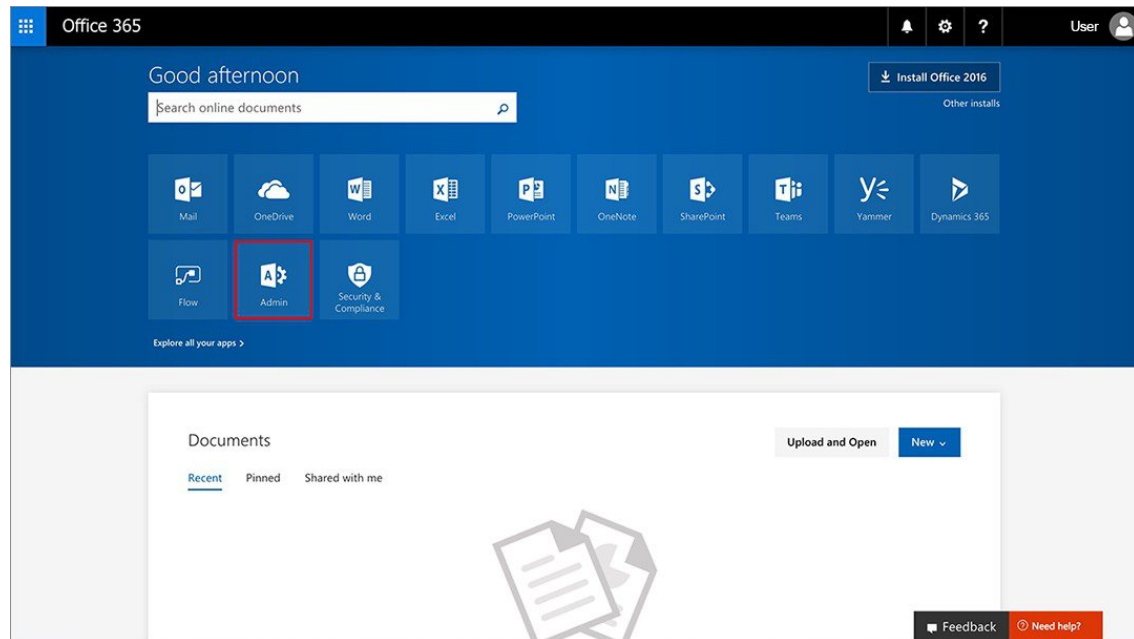 Office 365
?
User
Good afternoon
Install Office 2016
Search online documents
Other installs
Mail
OneDrive
Word
Excel
PowerPoint
OneNote
SharePoint
Teams
Yammer
Dynamics 365
Flow
Admin
Security &
Compliance
Explore all your apps >
Documents
Upload and Open
New
Recent
Pinned
Shared with me
Feedback
Need help?